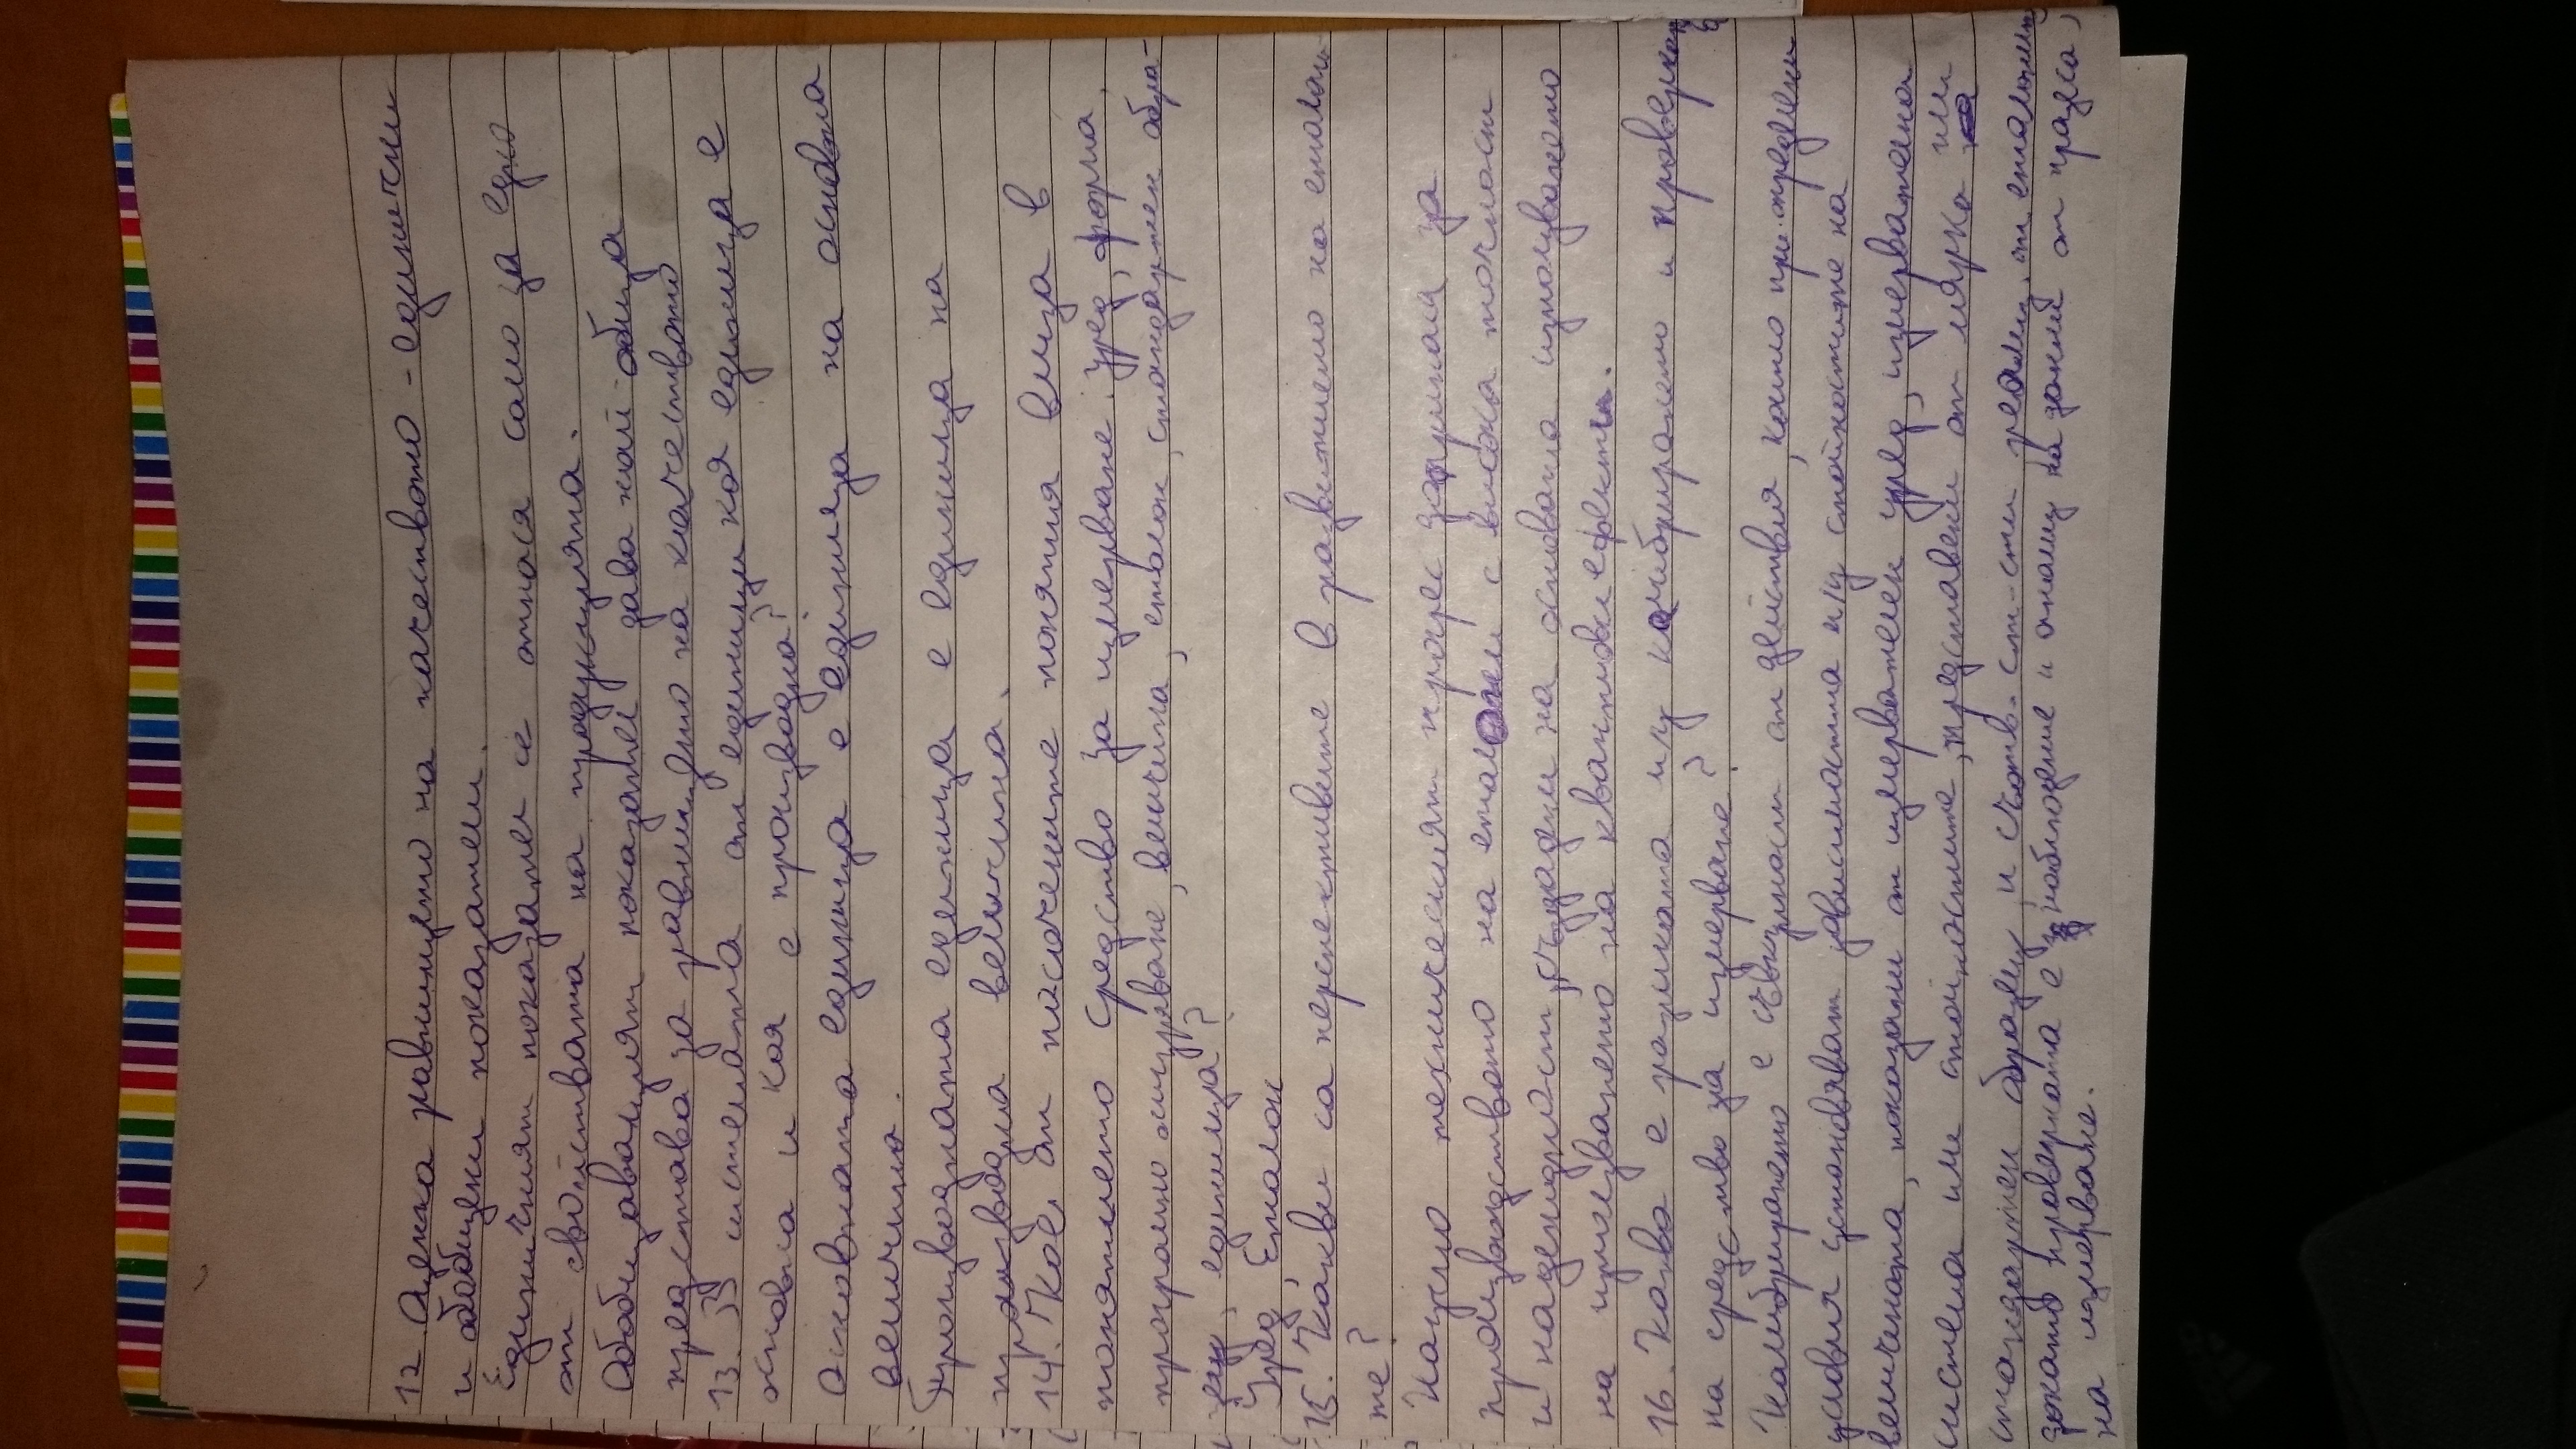 12 Оценка равнището на качеството - единични
и обобщени показатели.
Единичният показател се отнася само за едно
от свойствата на продукцията.
Обобщаващият показател дава най-обща
представа за равнището на качеството
13. В системата от единици коя единица е
основна и коя е производна?
Основната единица е единица на основна
величина.
Производната единица е единица на
производна величина.
14. Кои от посочените понятия влиза в
понятието средство за измерване: уред, форма,
програмно осигуряване, величина, еталон, стандартен обра-
зец, единица?
Уред, Еталон
15. Какви са перспективите в развитието на еталони-
те?
Научно техническият прогрес допринася за
производството на еталони с висока точност
и надеждност, създадени на основата използването
на използването на квантови ефекти.
16. Каква е разликата м/у калибрирането и проверката
на средство за измерване?
Калибрирането е съвкупност от действия, които при определени
условия установяват зависимостта м/у стойностите на
величината, показани от измервателен уред, измервателна
система или стойностите, представени от мярка или
стандартен образец, и съотв. ст-сти реализ. от еталоните,
докато проверката е наблюдение и анализ на данни от процеса
на измерване.